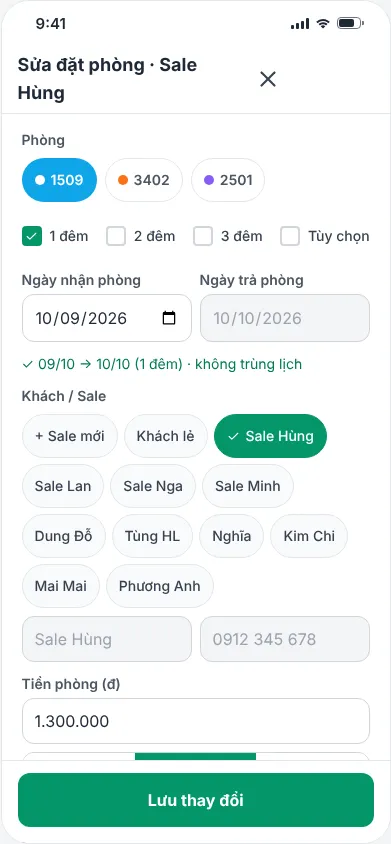 9:41
Sửa đặt phòng · Sale
Hùng
Phòng
1509 3402 2501
1 đêm 2 đêm 3 đêm Tùy chọn
Ngày nhận phòng Ngày trả phòng
10/09/2026 10/10/2026
✓ 09/10 → 10/10 (1 đêm) · không trùng lịch
Khách / Sale
+ Sale mới Khách lẻ ✓ Sale Hùng
Sale Lan Sale Nga Sale Minh
Dung Đỗ Tùng HL Nghĩa Kim Chi
Mai Mai Phương Anh
Sale Hùng 0912 345 678
Tiền phòng (đ)
1.300.000
Lưu thay đổi